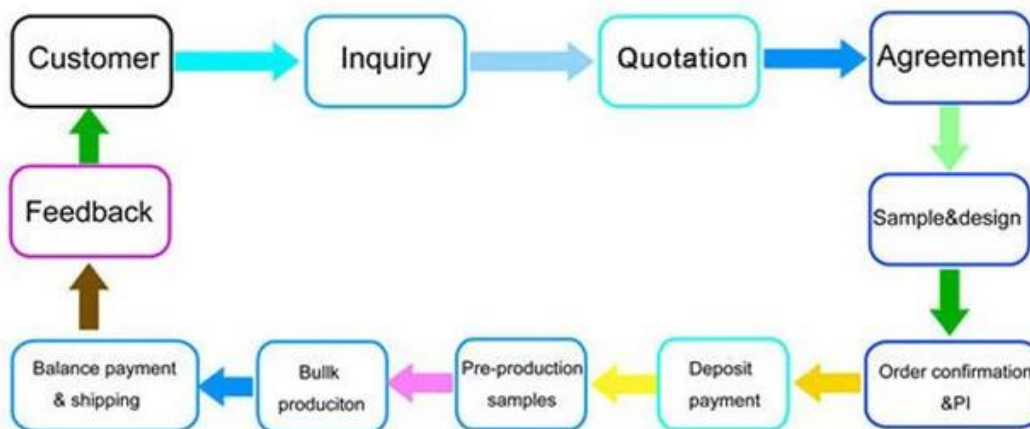 Customer
Inquiry
Quotation
Agreement
Sample&design
Order confirmation
&PI
Deposit
payment
Pre-production
samples
Bullk
produciton
Balance payment
& shipping
Feedback